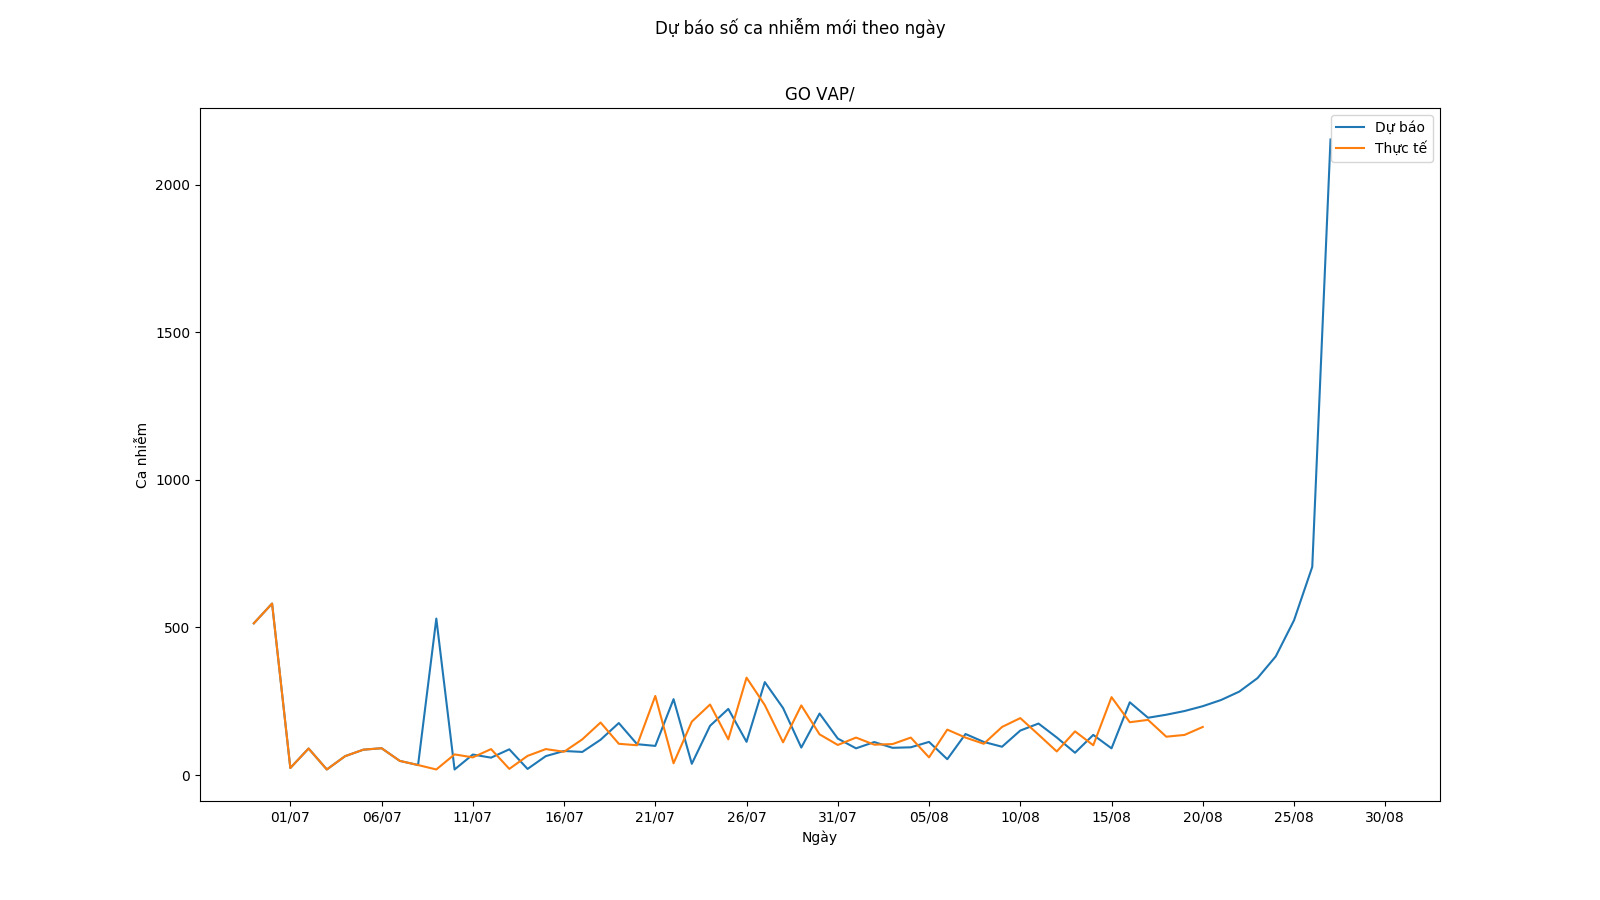 Dự báo số ca nhiễm mới theo ngày
GO VAP/
Dự báo
Thực tế
2000
1500
1000
500
0
Ca nhiễm
01/07 06/07 11/07 16/07 21/07 26/07 31/07 05/08 10/08 15/08 20/08 25/08 30/08
Ngày